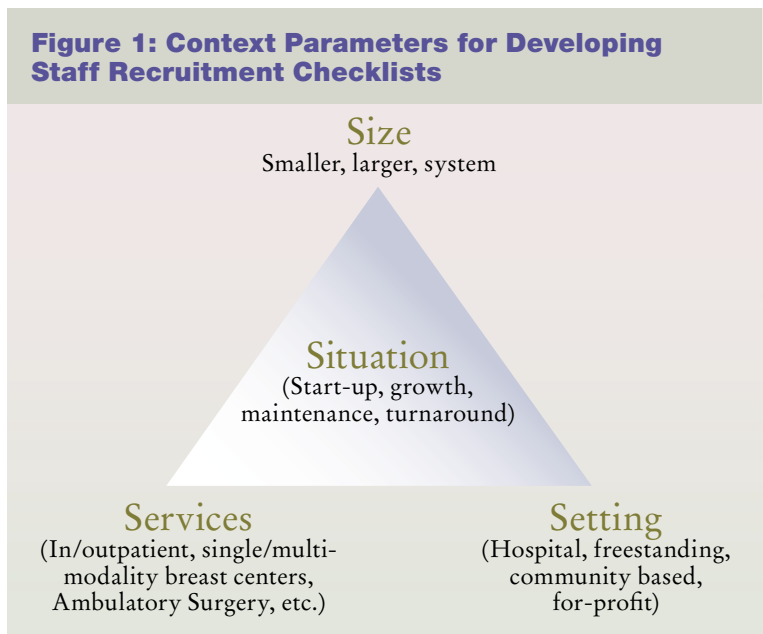 Figure 1: Context Parameters for Developing
Staff Recruitment Checklists
Size
Smaller, larger, system
Situation
(Start-up, growth,
maintenance, turnaround)
Services
(In/outpatient, single/multi-
modality breast centers,
Ambulatory Surgery, etc.)
Setting
(Hospital, freestanding,
community based,
for-profit)